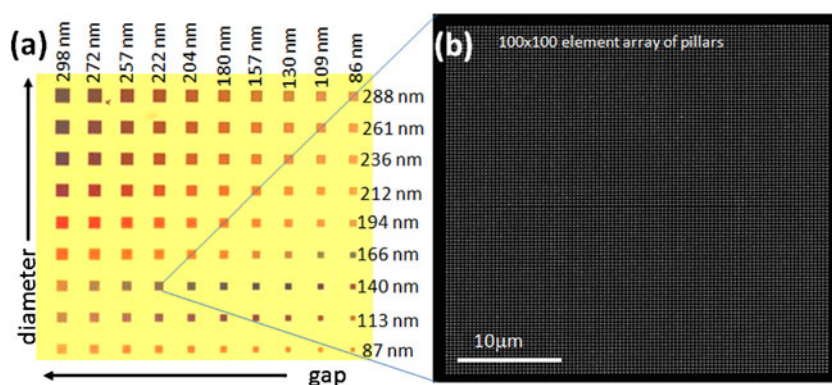 (a)
298 nm
272 nm
257 nm
222 nm
204 nm
180 nm
157 nm
130 nm
109 nm
86 nm
288 nm
261 nm
236 nm
212 nm
194 nm
166 nm
140 nm
113 nm
87 nm
diameter
gap
(b)
100x100 element array of pillars
10μm